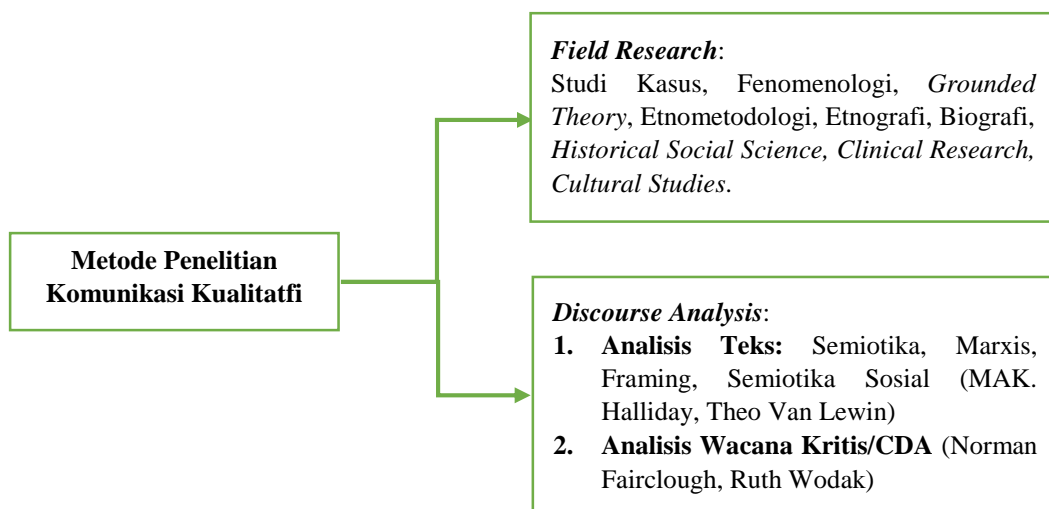 Field Research:
Studi Kasus, Fenomenologi, Grounded
Theory, Etnometodologi, Etnografi, Biografi,
Historical Social Science, Clinical Research,
Cultural Studies.
Metode Penelitian
Komunikasi Kualitatfi
Discourse Analysis:
1. Analisis Teks: Semiotika, Marxis,
Framing, Semiotika Sosial (MAK.
Halliday, Theo Van Lewin)
2. Analisis Wacana Kritis/CDA (Norman
Fairclough, Ruth Wodak)